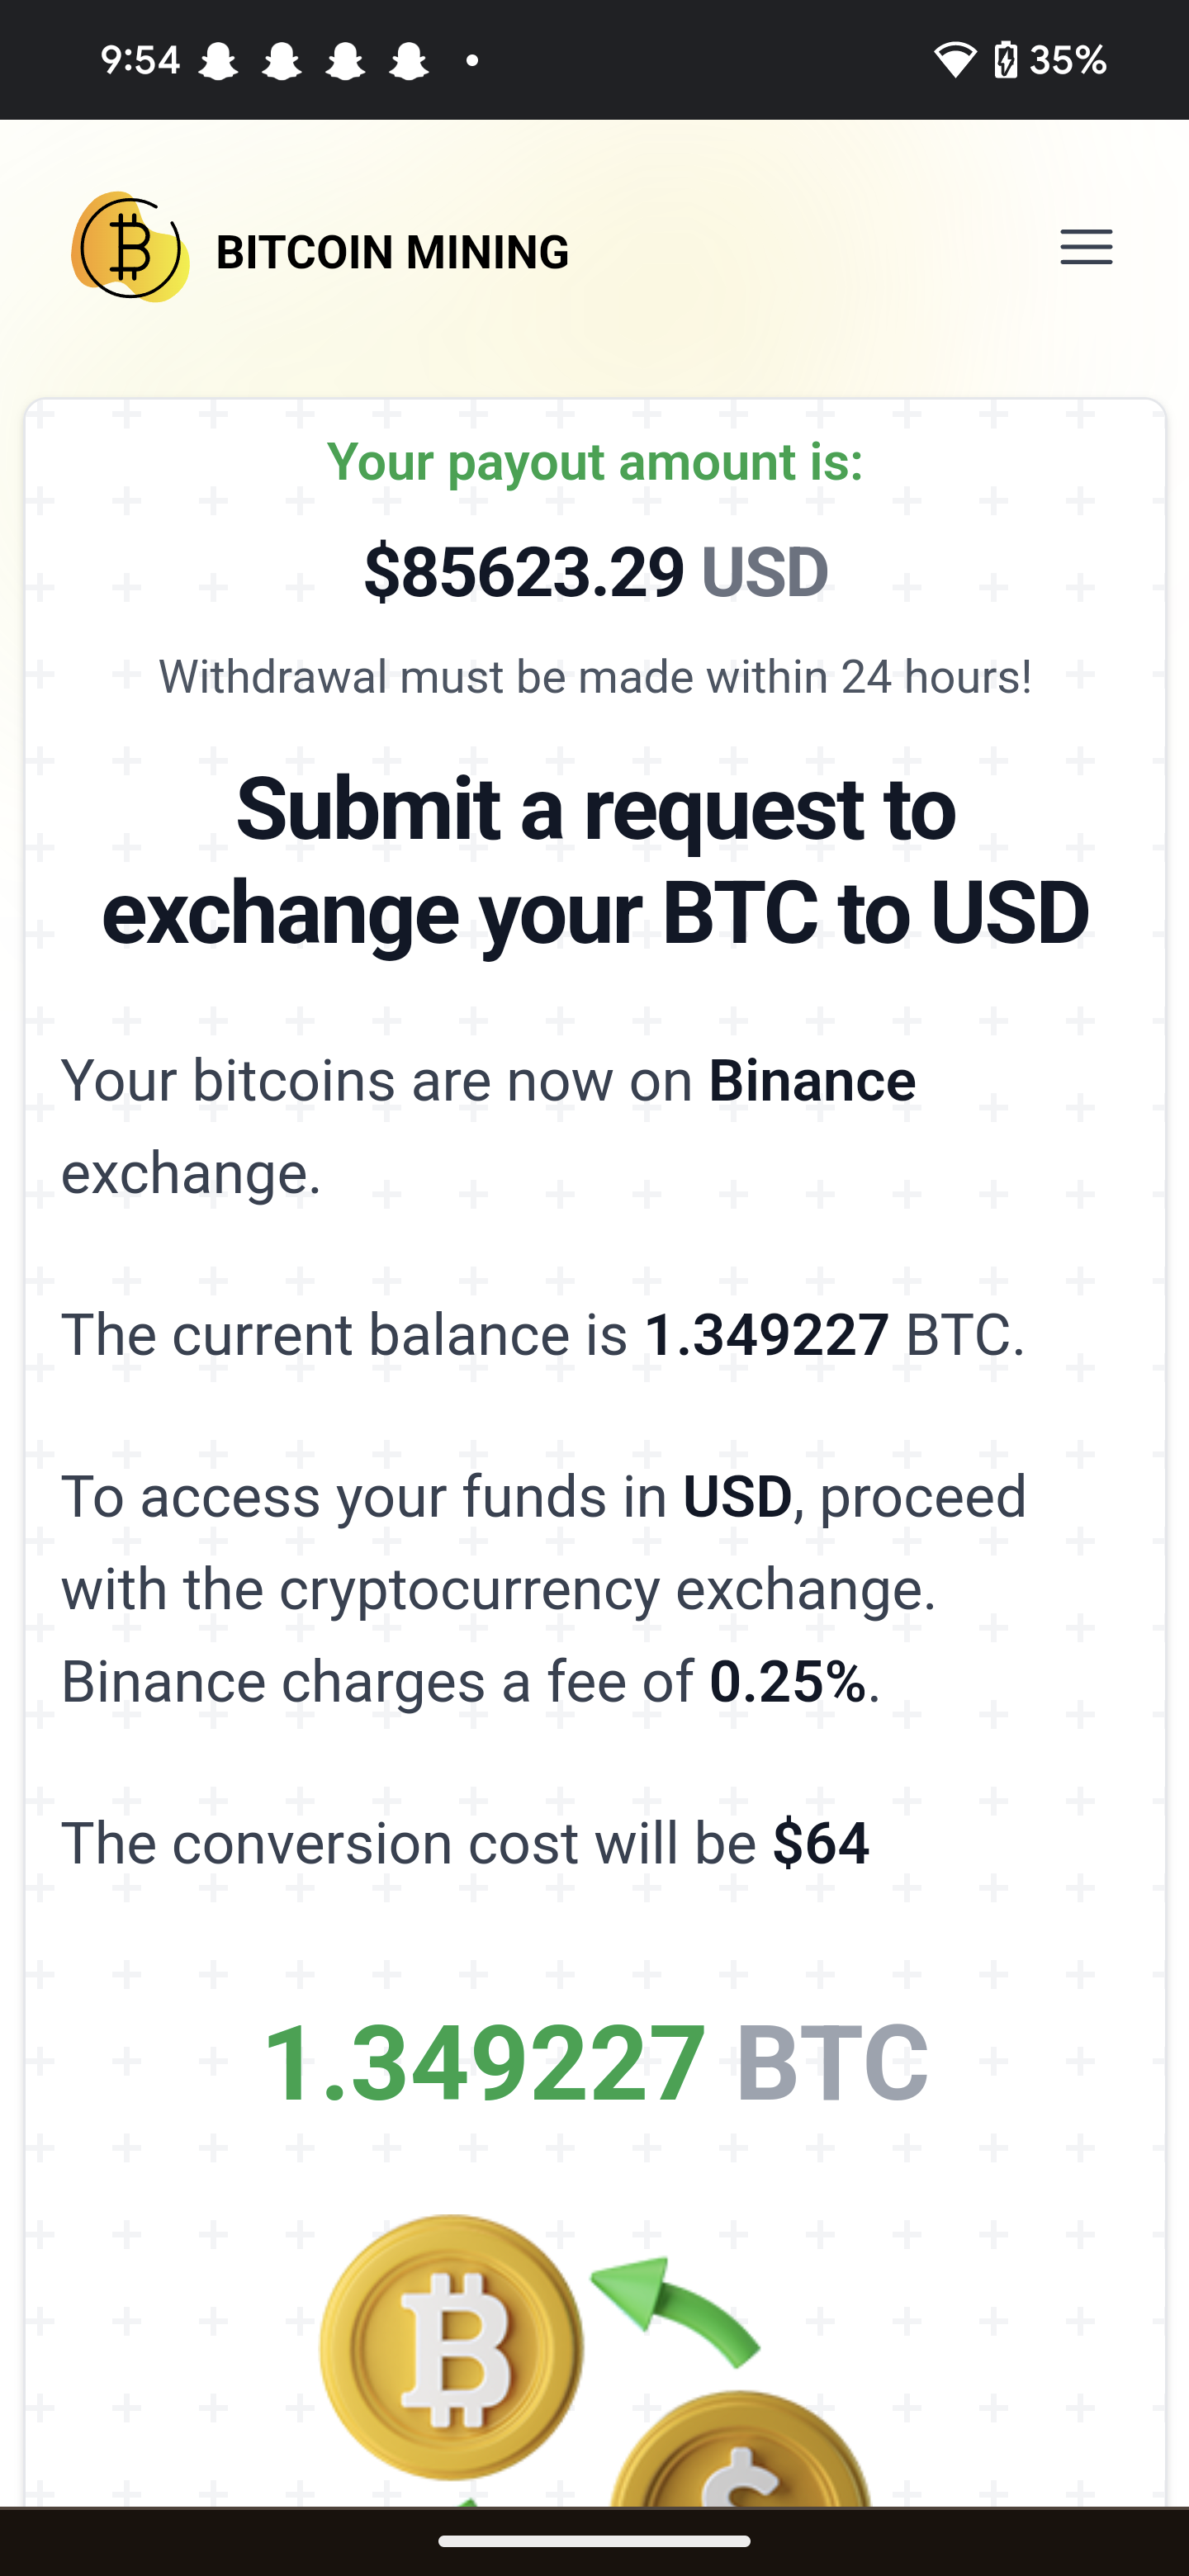 9:54
35%
BITCOIN MINING
Your payout amount is:
$85623.29 USD
Withdrawal must be made within 24 hours!
Submit a request to
exchange your BTC to USD
Your bitcoins are now on Binance
exchange.
The current balance is 1.349227 BTC.
To access your funds in USD, proceed
with the cryptocurrency exchange.
Binance charges a fee of 0.25%.
The conversion cost will be $64
1.349227 BTC